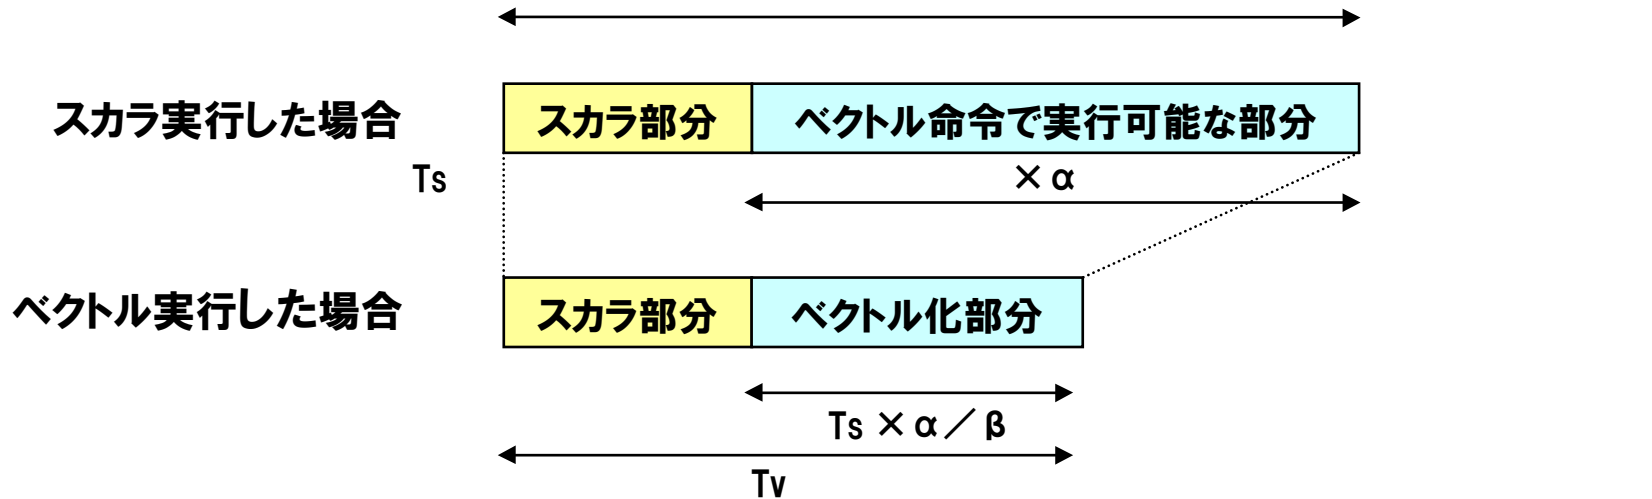 スカラ実行した場合
スカラ部分
ベクトル命令で実行可能な部分
Ts
×α
ベクトル実行した場合
スカラ部分
ベクトル化部分
Ts×α／β
Tv